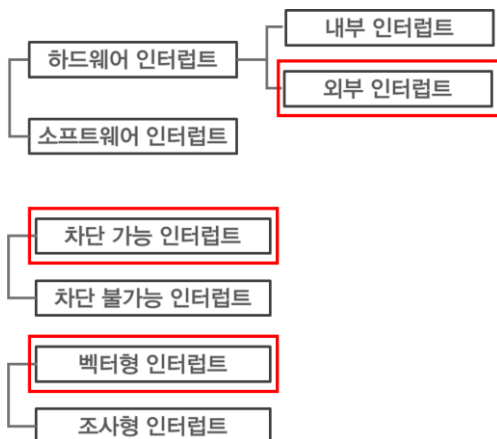 내부 인터럽트
하드웨어 인터럽트
외부 인터럽트
소프트웨어 인터럽트
차단 가능 인터럽트
차단 불가능 인터럽트
벡터형 인터럽트
조사형 인터럽트